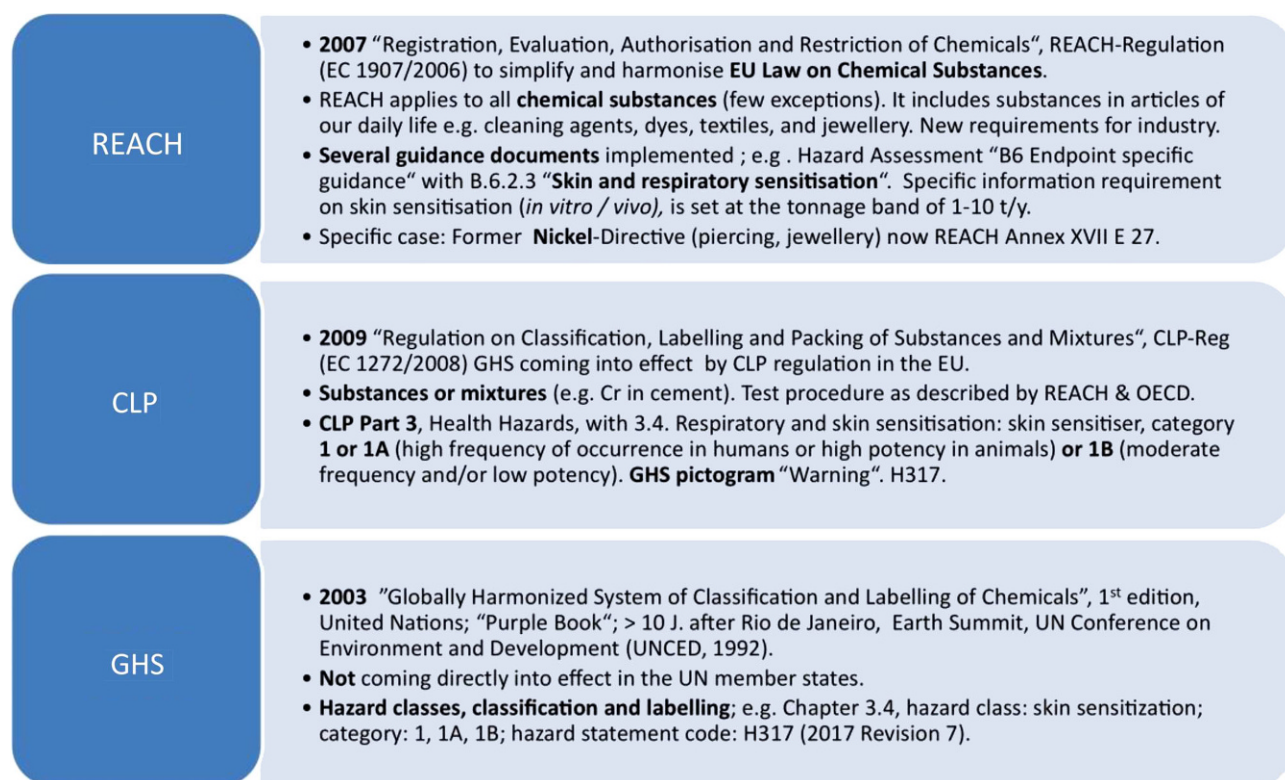 REACH
• 2007 “Registration, Evaluation, Authorisation and Restriction of Chemicals“, REACH-Regulation
(EC 1907/2006) to simplify and harmonise EU Law on Chemical Substances.
• REACH applies to all chemical substances (few exceptions). It includes substances in articles of
our daily life e.g. cleaning agents, dyes, textiles, and jewellery. New requirements for industry.
• Several guidance documents implemented ; e.g . Hazard Assessment “B6 Endpoint specific
guidance“ with B.6.2.3 “Skin and respiratory sensitisation“. Specific information requirement
on skin sensitisation (in vitro / vivo), is set at the tonnage band of 1-10 t/y.
• Specific case: Former Nickel-Directive (piercing, jewellery) now REACH Annex XVII E 27.
CLP
• 2009 “Regulation on Classification, Labelling and Packing of Substances and Mixtures“, CLP-Reg
(EC 1272/2008) GHS coming into effect by CLP regulation in the EU.
• Substances or mixtures (e.g. Cr in cement). Test procedure as described by REACH & OECD.
• CLP Part 3, Health Hazards, with 3.4. Respiratory and skin sensitisation: skin sensitiser, category
1 or 1A (high frequency of occurrence in humans or high potency in animals) or 1B (moderate
frequency and/or low potency). GHS pictogram “Warning“. H317.
GHS
• 2003 ”Globally Harmonized System of Classification and Labelling of Chemicals”, 1st edition,
United Nations; “Purple Book“; > 10 J. after Rio de Janeiro, Earth Summit, UN Conference on
Environment and Development (UNCED, 1992).
• Not coming directly into effect in the UN member states.
• Hazard classes, classification and labelling; e.g. Chapter 3.4, hazard class: skin sensitization;
category: 1, 1A, 1B; hazard statement code: H317 (2017 Revision 7).